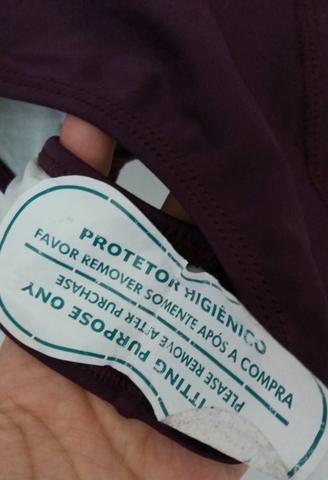 PROTETOR HIGIÊNICO
FAVOR REMOVER SOMENTE APÓS A COMPRA
PLEASE REMOVE AFTER PURCHASE
ITTING PURPOSE ONY